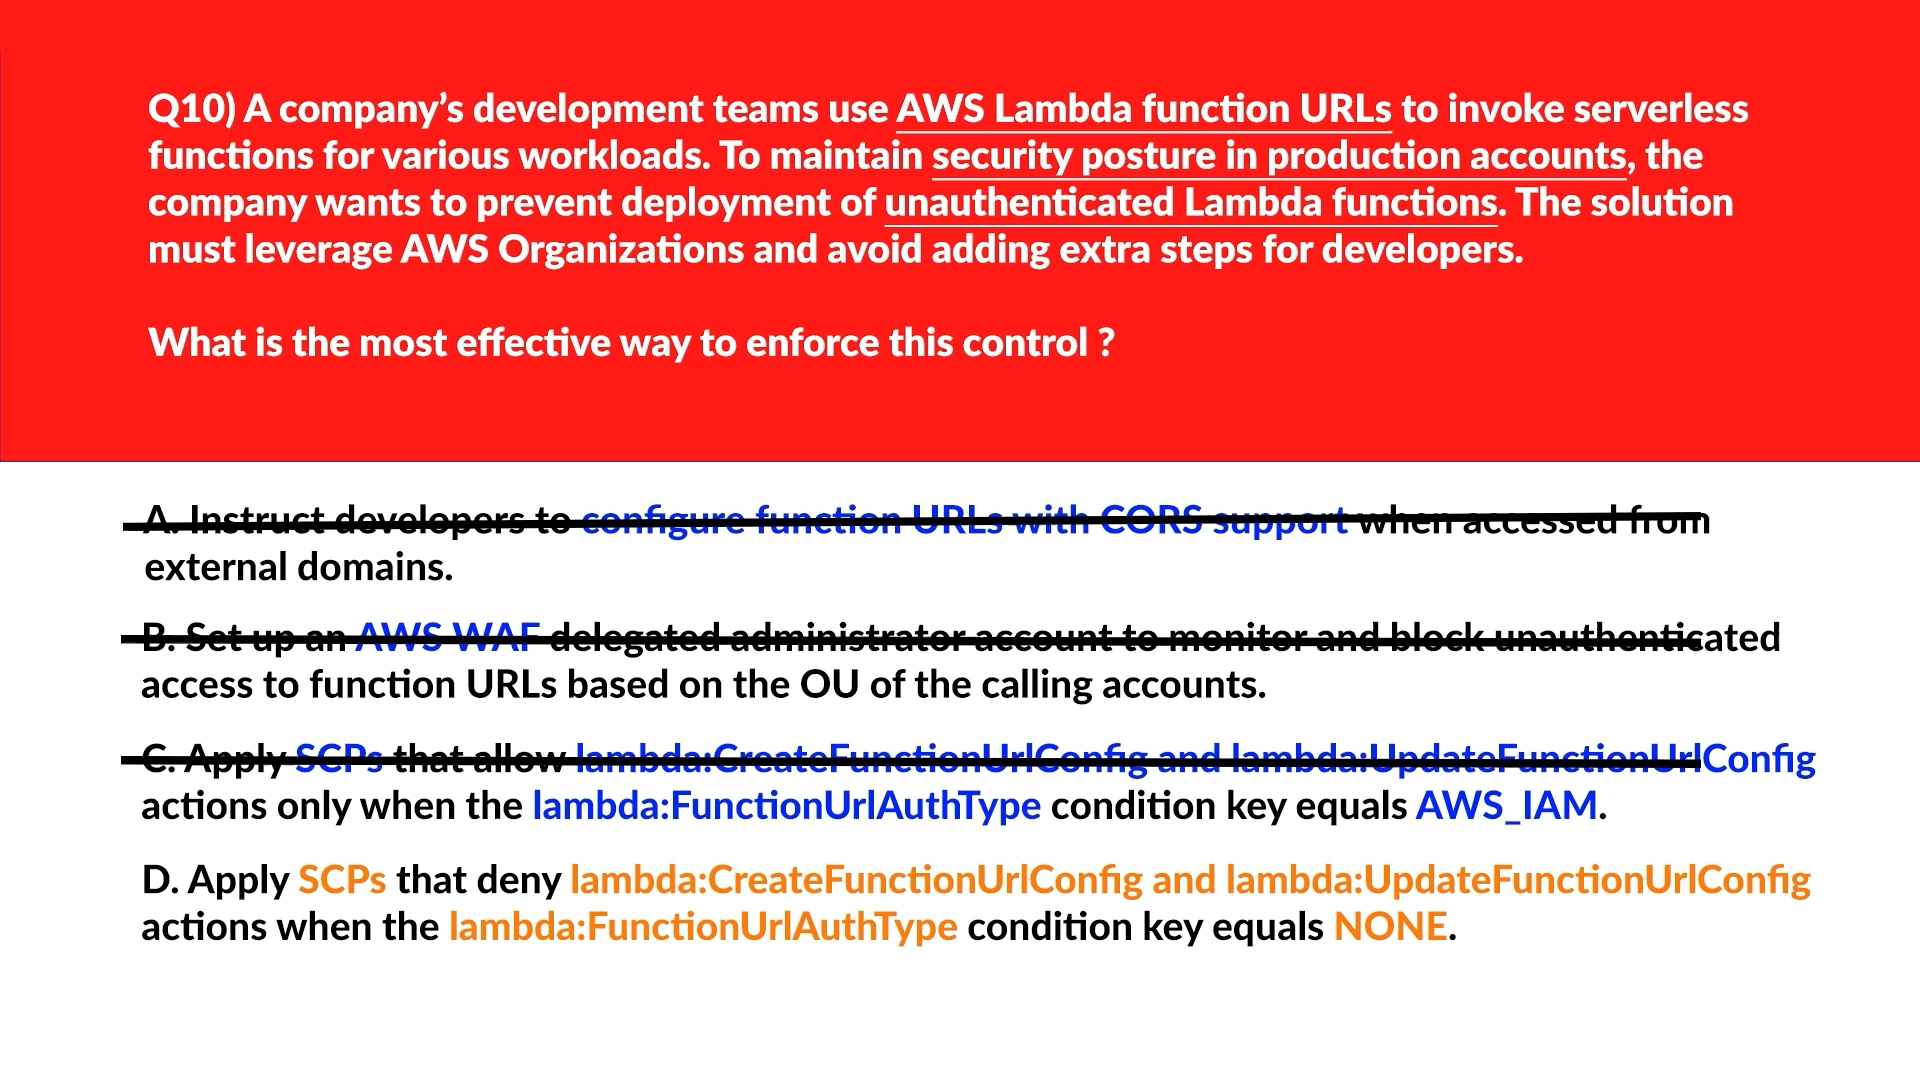 Q10) A company’s development teams use AWS Lambda function URLs to invoke serverless
functions for various workloads. To maintain security posture in production accounts, the
company wants to prevent deployment of unauthenticated Lambda functions. The solution
must leverage AWS Organizations and avoid adding extra steps for developers.
What is the most effective way to enforce this control ?
A. Instruct developers to configure function URLs with CORS support when accessed from
external domains.
B. Set up an AWS WAF delegated administrator account to monitor and block unauthenticated
access to function URLs based on the OU of the calling accounts.
C. Apply SCPs that allow lambda:CreateFunctionUrlConfig and lambda:UpdateFunctionUrlConfig
actions only when the lambda:FunctionUrlAuthType condition key equals AWS_IAM.
D. Apply SCPs that deny lambda:CreateFunctionUrlConfig and lambda:UpdateFunctionUrlConfig
actions when the lambda:FunctionUrlAuthType condition key equals NONE.